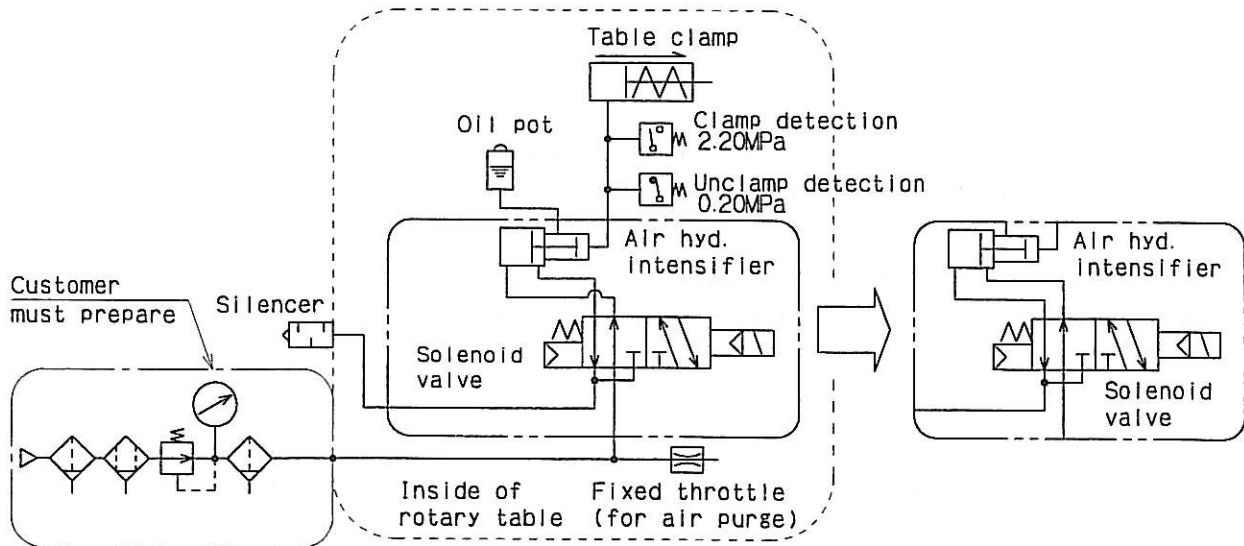 Table clamp
Oil pot
Clamp detection
2.20MPa
Unclamp detection
0.20MPa
Air hyd.
intensifier
Customer
must prepare
Silencer
Solenoid
valve
Inside of
rotary table
Fixed throttle
(for air purge)
Air hyd.
intensifier
Solenoid
valve